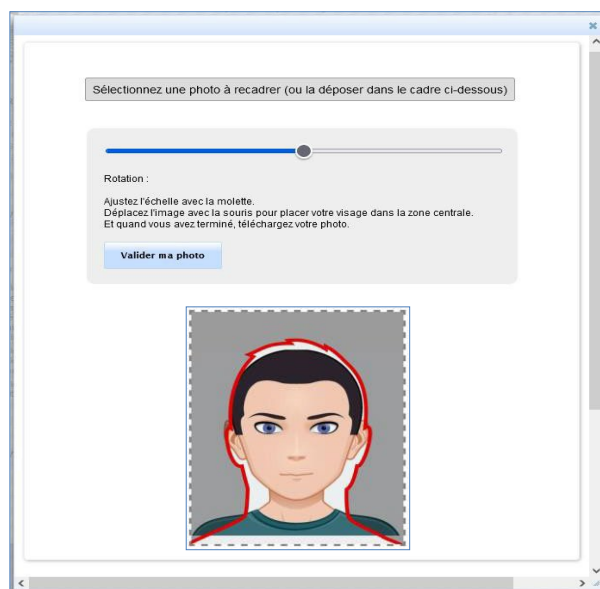 Sélectionnez une photo à recadrer (ou la déposer dans le cadre ci-dessous)
Rotation :
Ajustez l'échelle avec la molette.
Déplacez l'image avec la souris pour placer votre visage dans la zone centrale.
Et quand vous avez terminé, téléchargez votre photo.
Valider ma photo